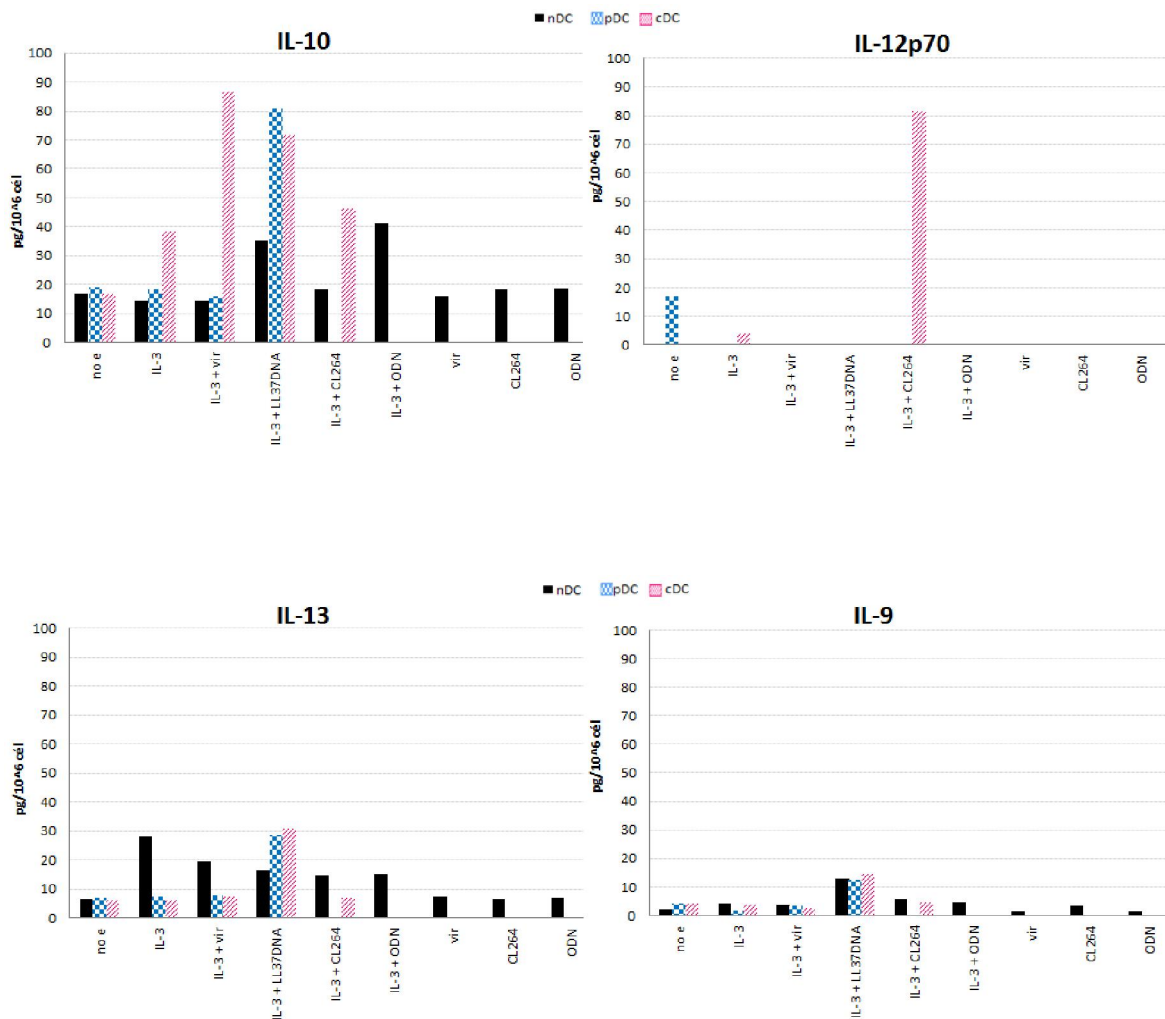 nDC pDC cDC
IL-10
100
90
80
70
60
50
40
30
20
10
0
pg/10^6 cél
no e
IL-3
IL-3 + vir
IL-3 + LL37DNA
IL-3 + CL264
IL-3 + ODN
vir
CL264
ODN
IL-12p70
100
90
80
70
60
50
40
30
20
10
0
pg/10^6 cél
no e
IL-3
IL-3 + vir
IL-3 + LL37DNA
IL-3 + CL264
IL-3 + ODN
vir
CL264
ODN
nDC pDC cDC
IL-13
100
90
80
70
60
50
40
30
20
10
0
pg/10^6 cél
no e
IL-3
IL-3 + vir
IL-3 + LL37DNA
IL-3 + CL264
IL-3 + ODN
vir
CL264
ODN
IL-9
100
90
80
70
60
50
40
30
20
10
0
pg/10^6 cél
no e
IL-3
IL-3 + vir
IL-3 + LL37DNA
IL-3 + CL264
IL-3 + ODN
vir
CL264
ODN